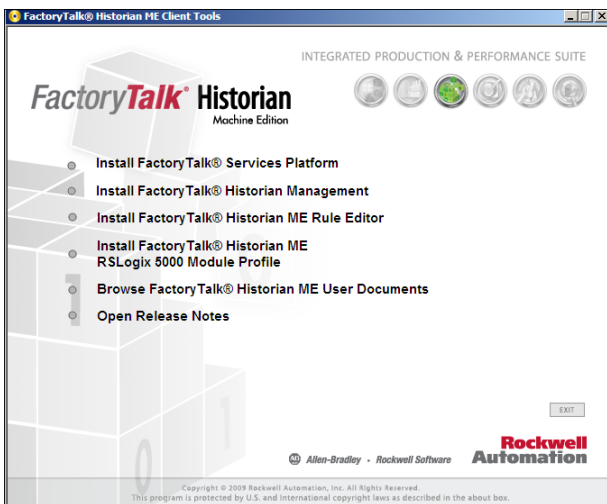 FactoryTalk® Historian ME Client Tools
INTEGRATED PRODUCTION & PERFORMANCE SUITE
FactoryTalk® Historian
Machine Edition
Install FactoryTalk® Services Platform
Install FactoryTalk® Historian Management
Install FactoryTalk® Historian ME Rule Editor
Install FactoryTalk® Historian ME
RSLogix 5000 Module Profile
Browse FactoryTalk® Historian ME User Documents
Open Release Notes
EXIT
Rockwell
Automation
AB Allen-Bradley • Rockwell Software
Copyright © 2009 Rockwell Automation, Inc. All Rights Reserved.
This program is protected by U.S. and International copyright laws as described in the about box.